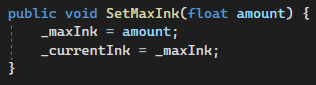 public void SetMaxInk(float amount) {
    _maxInk = amount;
    _currentInk = _maxInk;
}